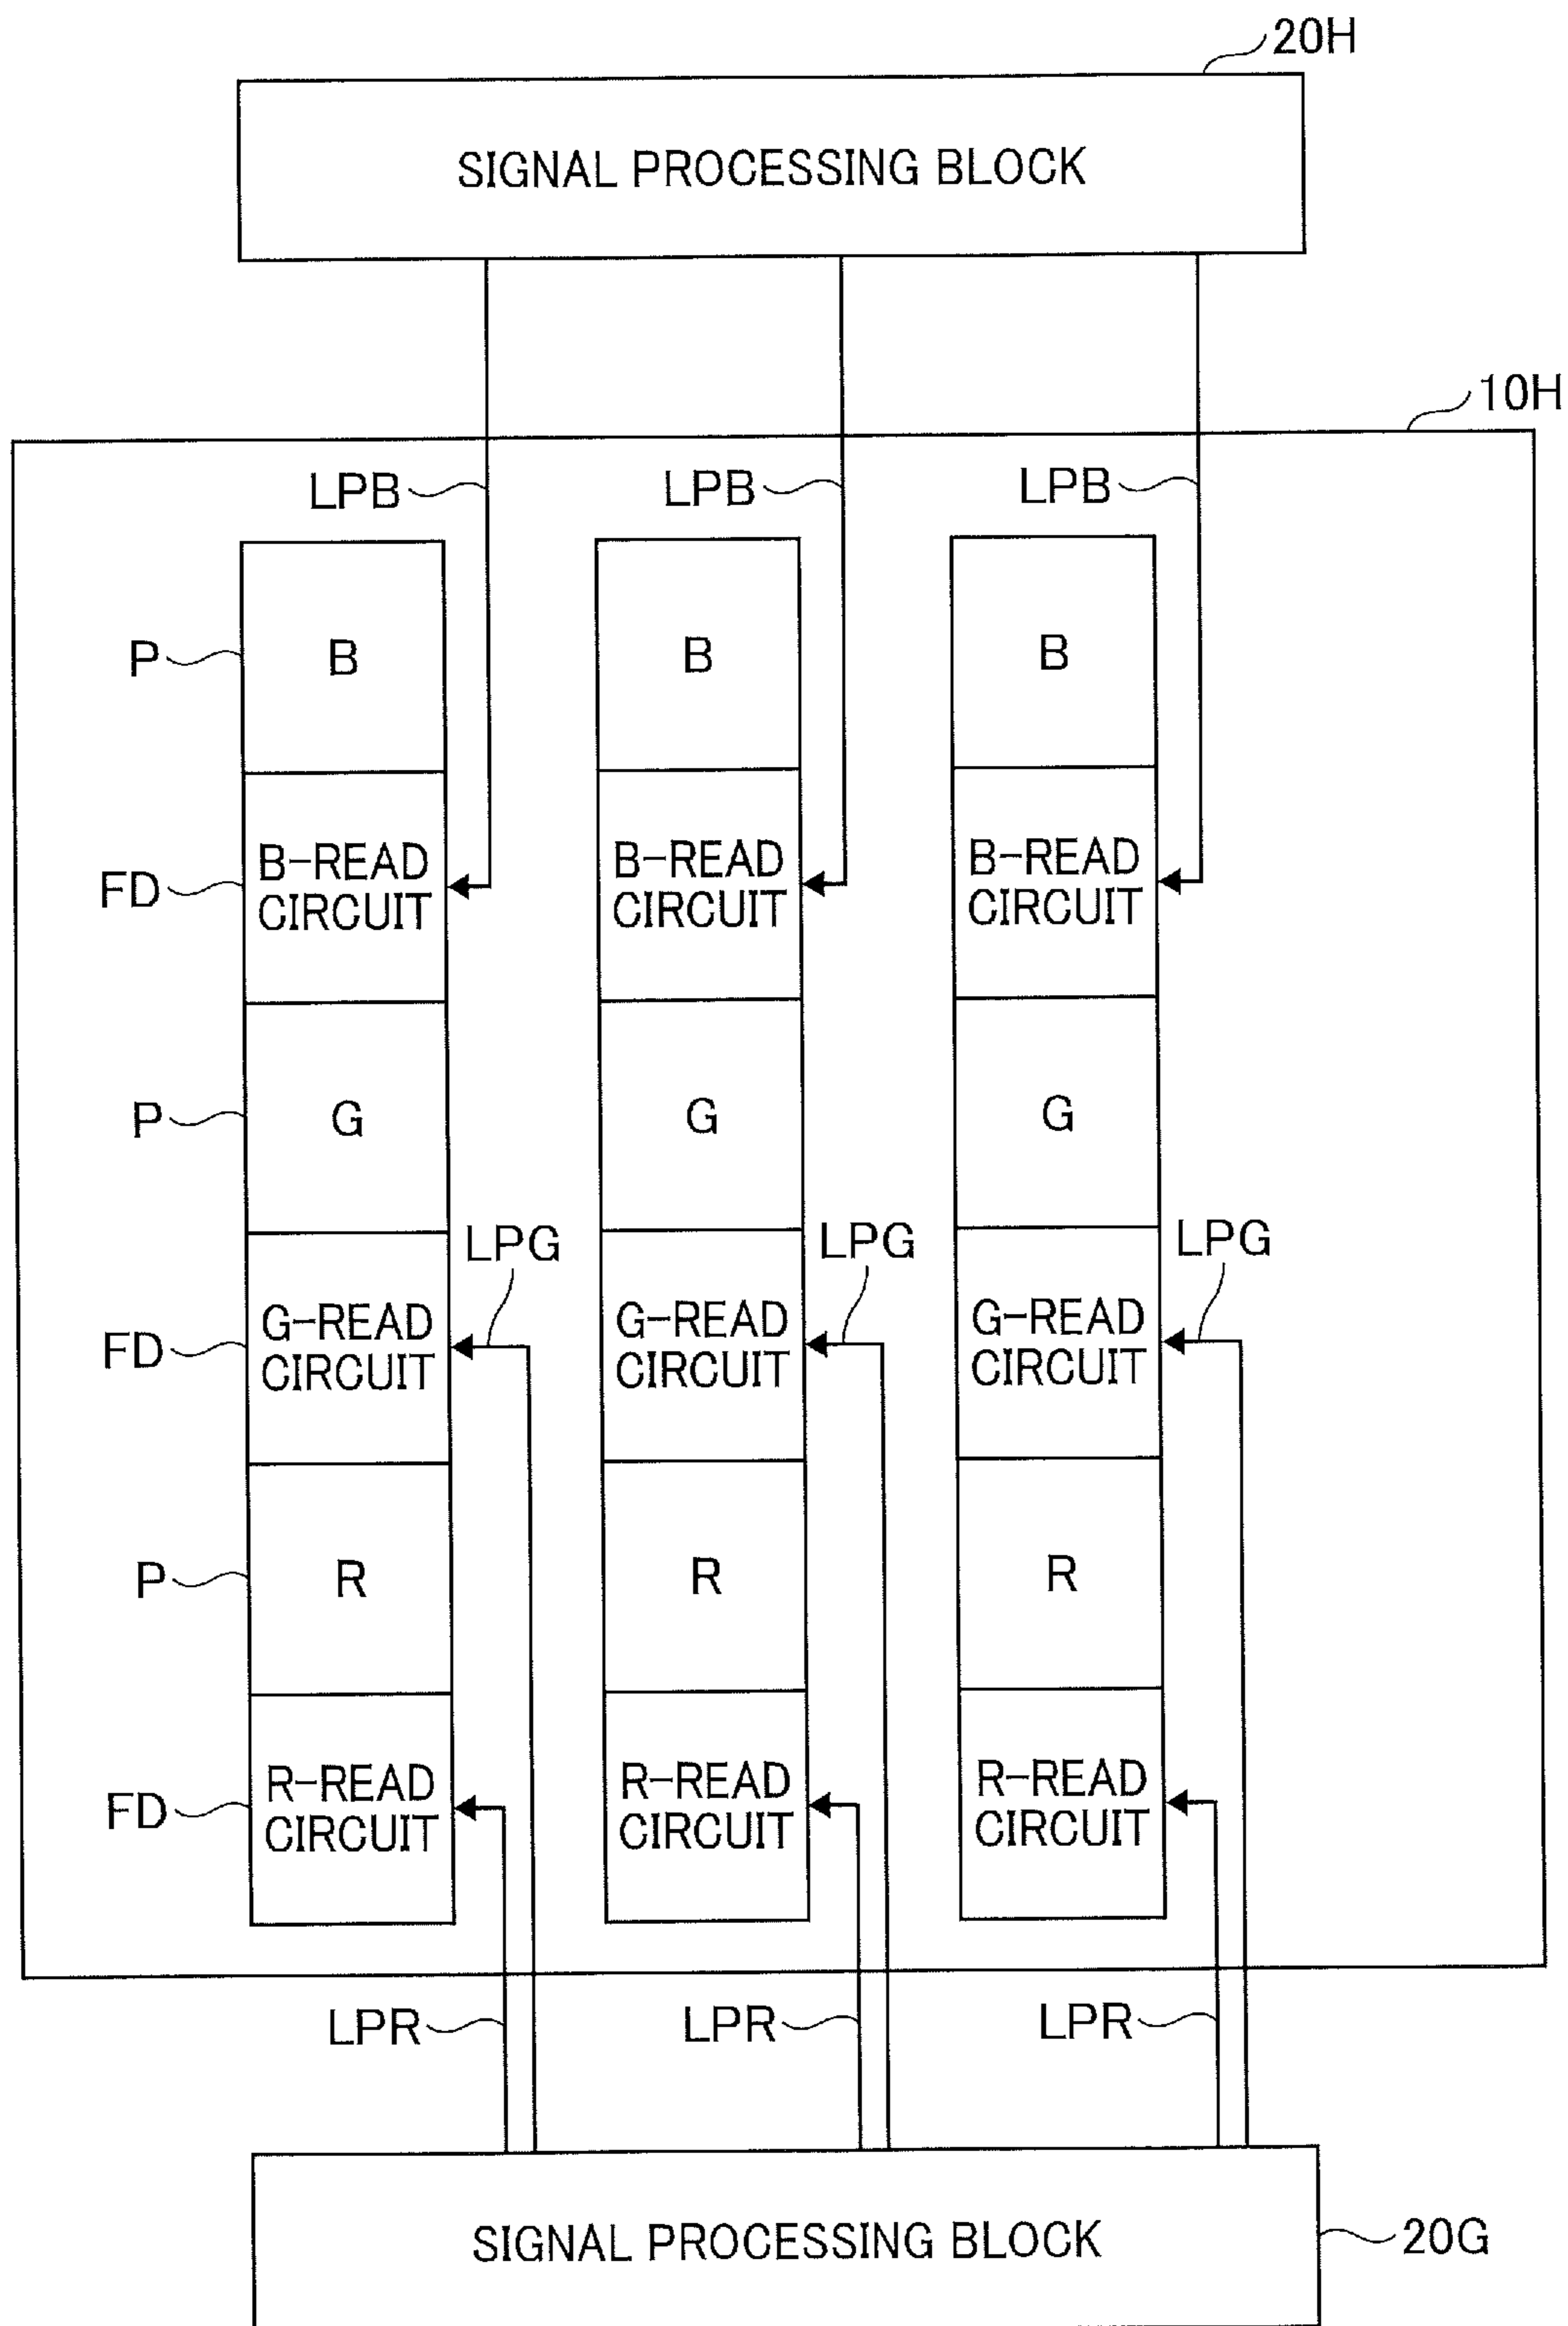 20H
SIGNAL PROCESSING BLOCK
10H
LPB LPB LPB
P B B B
FD B-READ CIRCUIT B-READ CIRCUIT B-READ CIRCUIT
P G G G
LPG LPG LPG
FD G-READ CIRCUIT G-READ CIRCUIT G-READ CIRCUIT
P R R R
FD R-READ CIRCUIT R-READ CIRCUIT R-READ CIRCUIT
LPR LPR LPR
SIGNAL PROCESSING BLOCK 20G